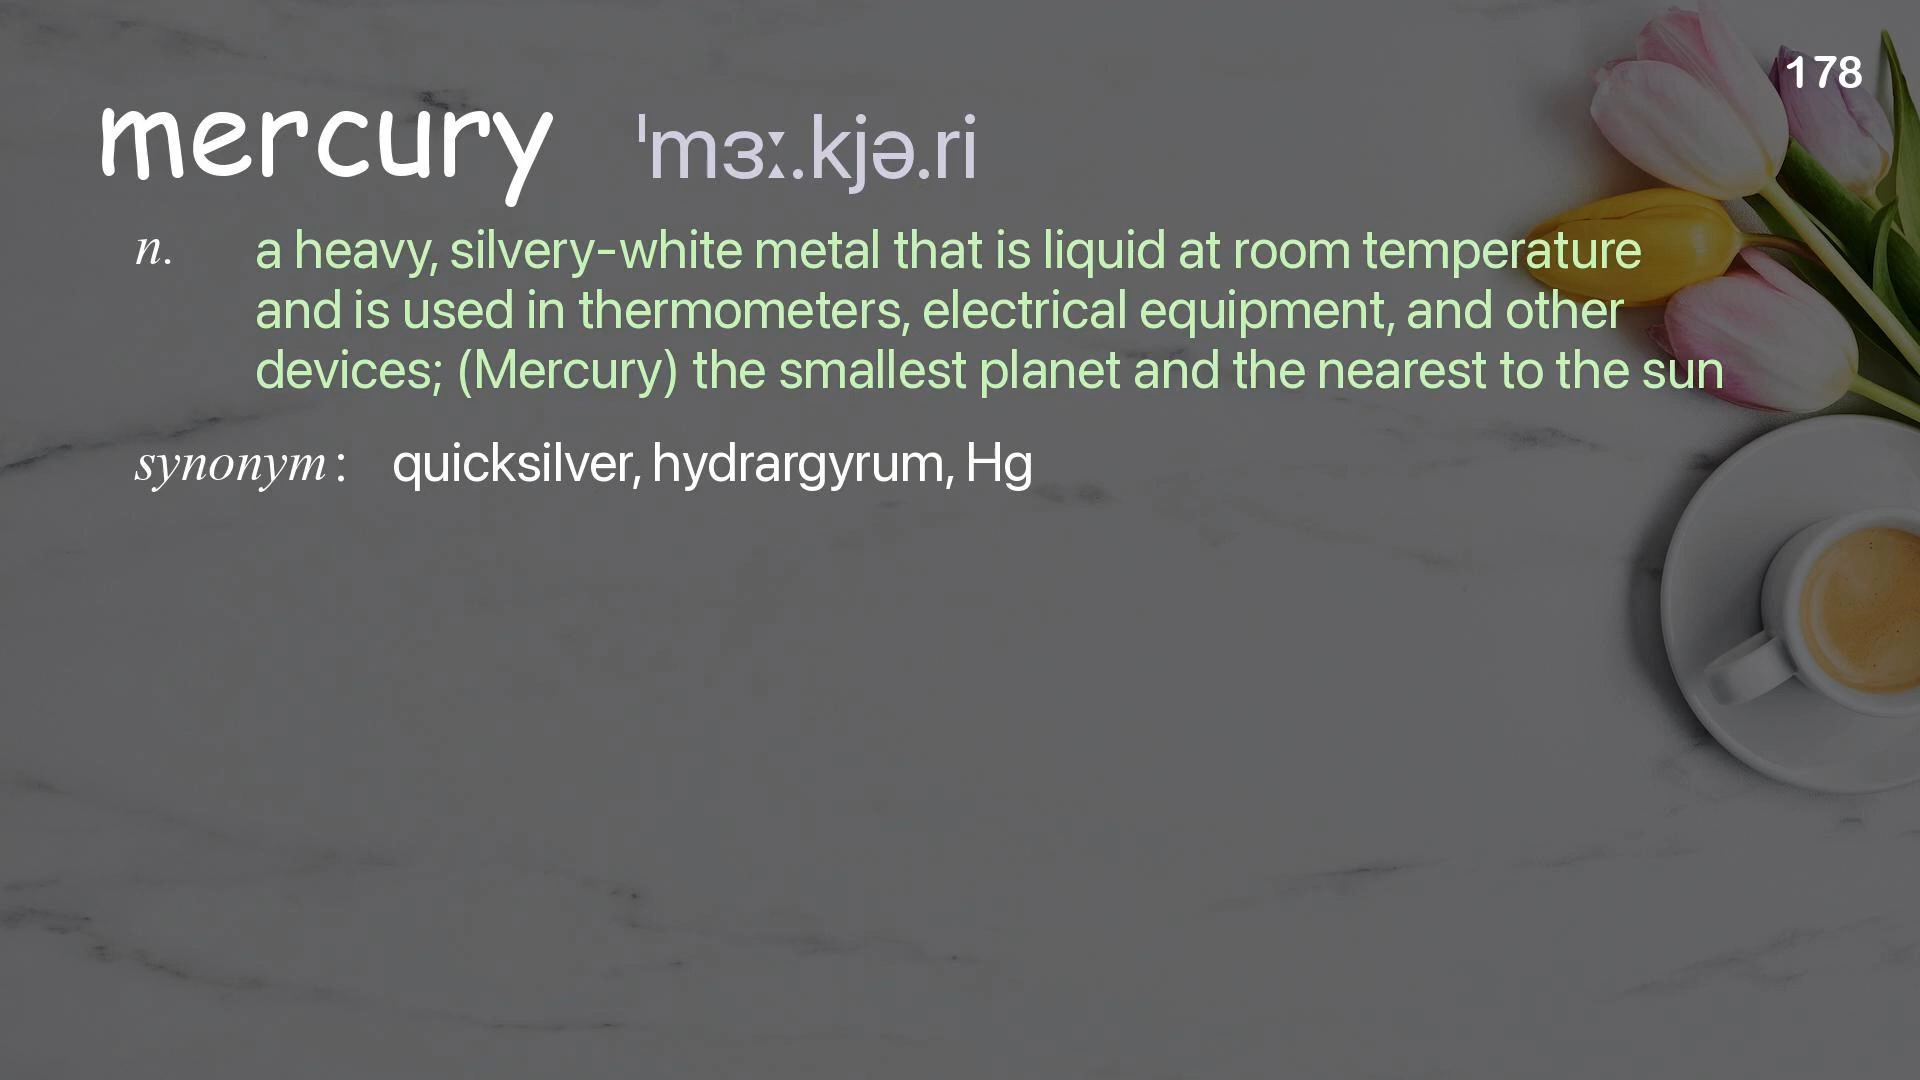 178
mercury ˈmɜː.kjə.ri
n. a heavy, silvery-white metal that is liquid at room temperature
and is used in thermometers, electrical equipment, and other
devices; (Mercury) the smallest planet and the nearest to the sun
synonym: quicksilver, hydrargyrum, Hg